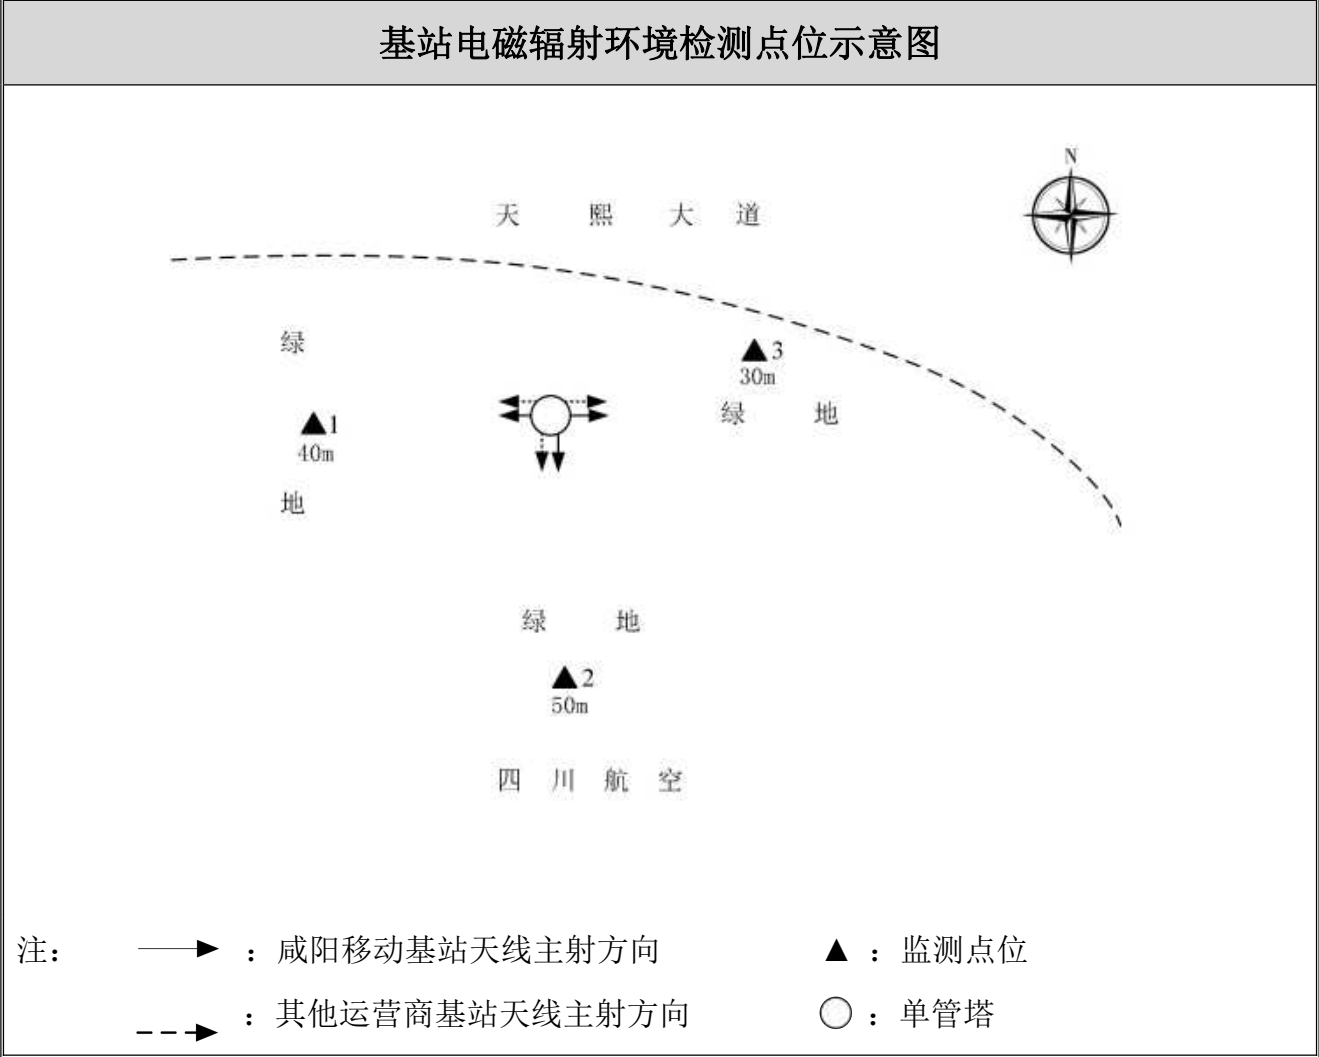 基站电磁辐射环境检测点位示意图
N
天熙大道
绿
3
30m
绿地
1
40m
地
绿地
2
50m
四川航空
注： ：咸阳移动基站天线主射方向 ：监测点位
：其他运营商基站天线主射方向 ：单管塔